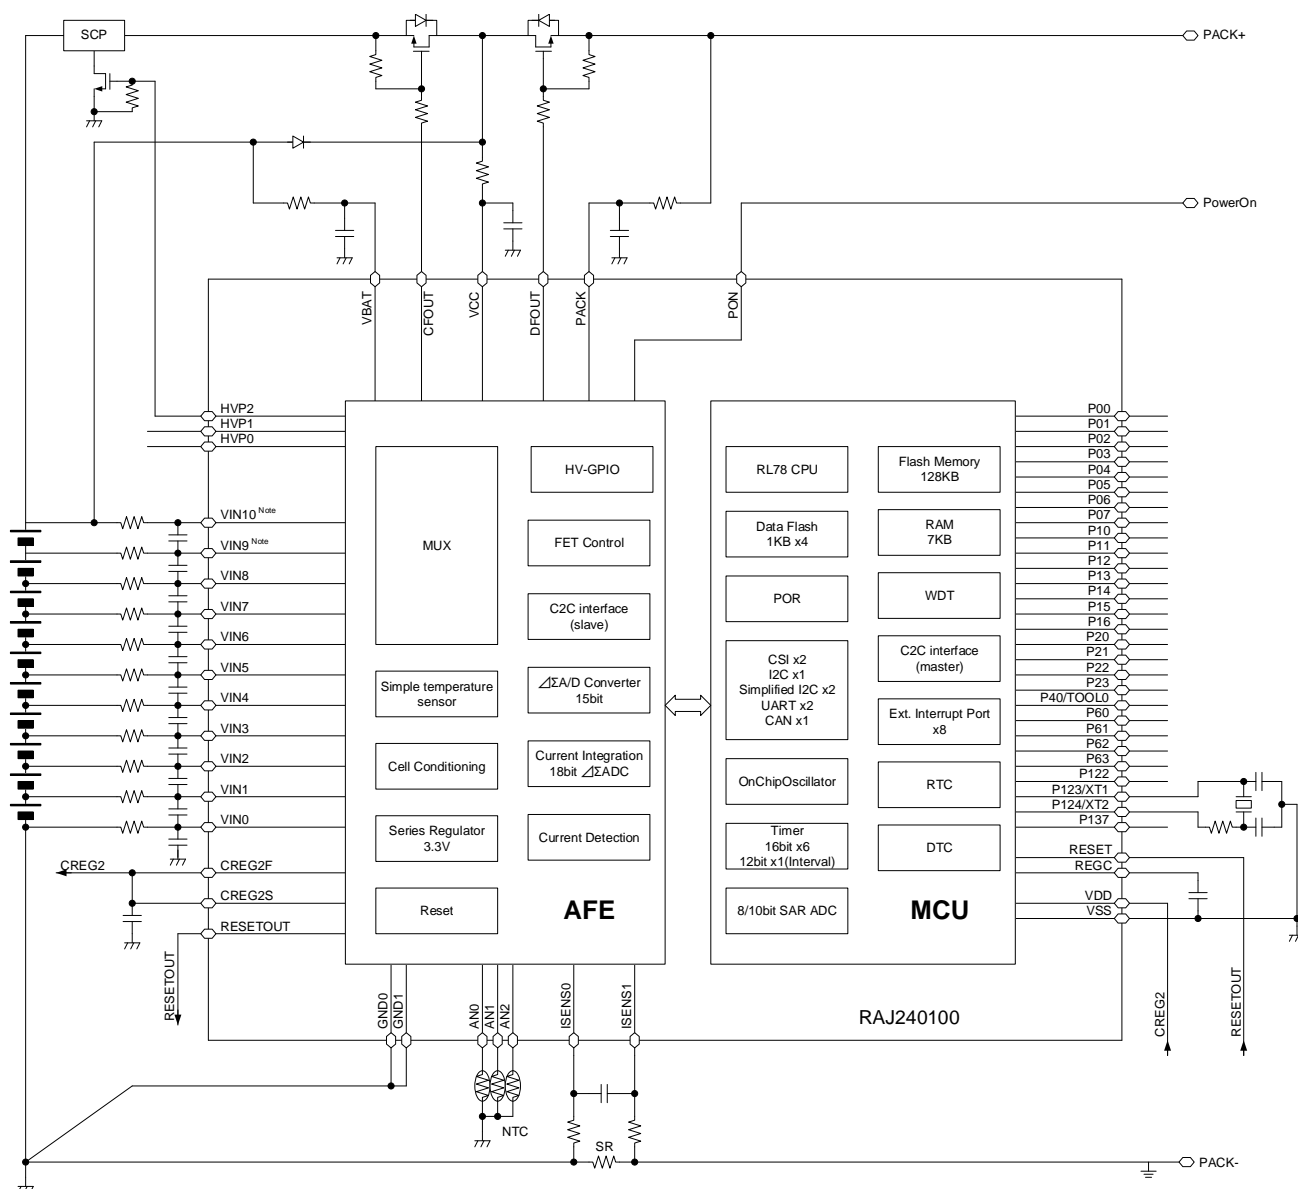 SCP
PACK+
PowerOn
VBAT
CFOUT
VCC
DFOUT
PACK
PON
HVP2
HVP1
HVP0
VIN10 Note
VIN9 Note
VIN8
VIN7
VIN6
VIN5
VIN4
VIN3
VIN2
VIN1
VIN0
CREG2
CREG2F
CREG2S
RESETOUT
RESETOUT
MUX
Simple temperature
sensor
Cell Conditioning
Series Regulator
3.3V
Reset
HV-GPIO
FET Control
C2C interface
(slave)
⊿ΣA/D Converter
15bit
Current Integration
18bit ⊿ΣADC
Current Detection
AFE
RL78 CPU
Data Flash
1KB x4
POR
CSI x2
I2C x1
Simplified I2C x2
UART x2
CAN x1
OnChipOscillator
Timer
16bit x6
12bit x1(Interval)
8/10bit SAR ADC
Flash Memory
128KB
RAM
7KB
WDT
C2C interface
(master)
Ext. Interrupt Port
x8
RTC
DTC
MCU
P00
P01
P02
P03
P04
P05
P06
P07
P10
P11
P12
P13
P14
P15
P16
P20
P21
P22
P23
P40/TOOL0
P60
P61
P62
P63
P122
P123/XT1
P124/XT2
P137
RESET
REGC
VDD
VSS
GND0
GND1
AN0
AN1
AN2
ISENS0
ISENS1
RAJ240100
CREG2
RESETOUT
NTC
SR
PACK-